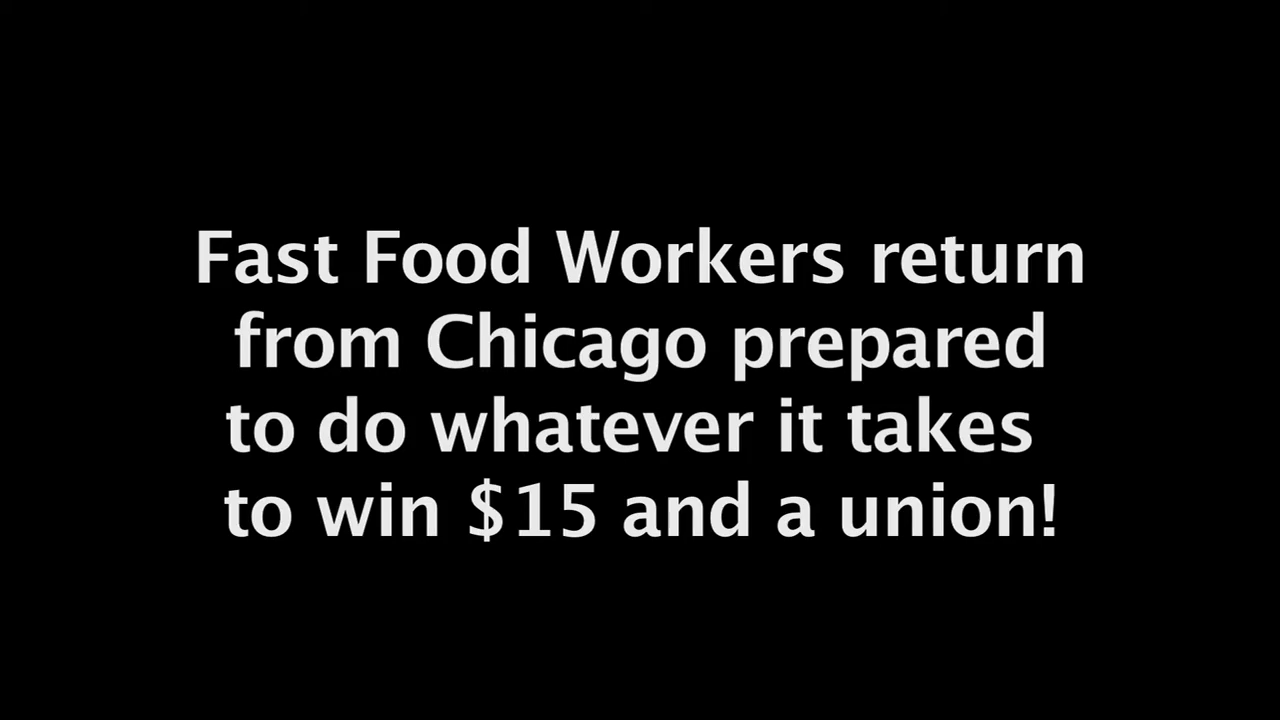 Fast Food Workers return
from Chicago prepared
to do whatever it takes
to win $15 and a union!